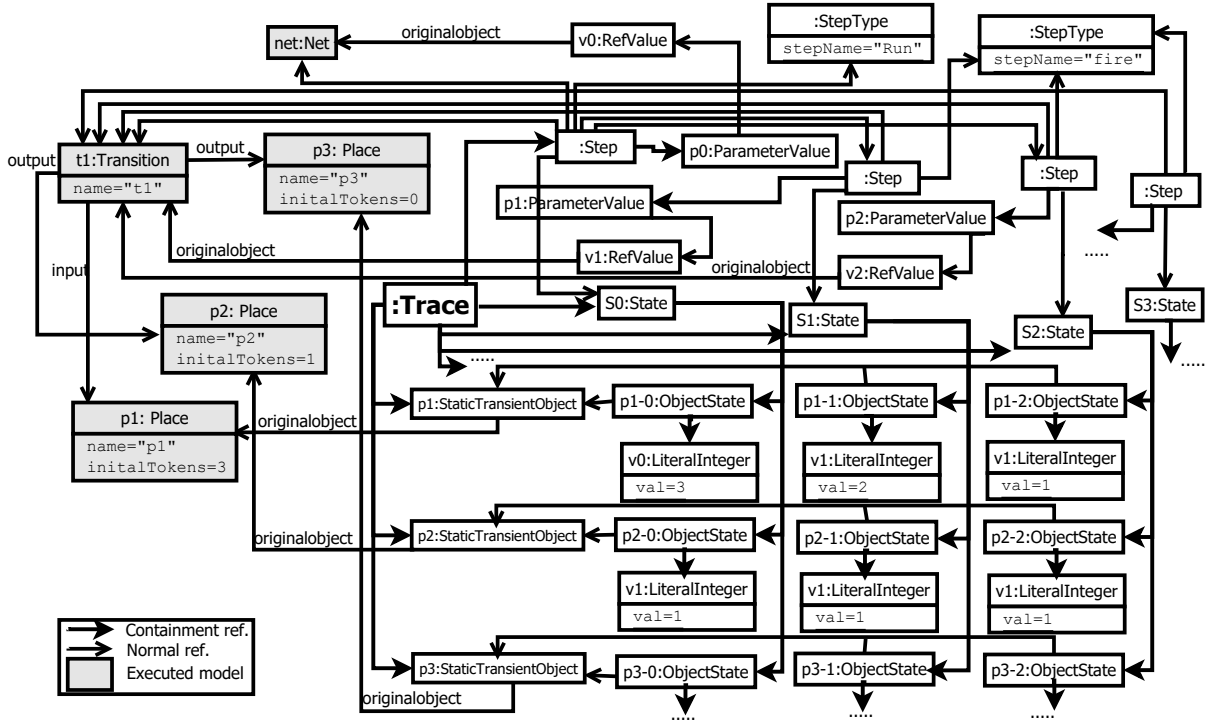 :StepType
stepName="Run"
:StepType
stepName="fire"
net:Net
originalobject
v0:RefValue
output
t1:Transition
name="t1"
output
p3: Place
name="p3"
initalTokens=0
:Step
p0:ParameterValue
:Step
:Step
:Step
p1:ParameterValue
p2:ParameterValue
.....
input
originalobject
v1:RefValue
originalobject
v2:RefValue
:Trace
S0:State
S1:State
S2:State
S3:State
p2: Place
name="p2"
initalTokens=1
.....
.....
p1:StaticTransientObject
p1-0:ObjectState
p1-1:ObjectState
p1-2:ObjectState
p1: Place
name="p1"
initalTokens=3
originalobject
v0:LiteralInteger
val=3
v1:LiteralInteger
val=2
v1:LiteralInteger
val=1
originalobject
p2:StaticTransientObject
p2-0:ObjectState
p2-1:ObjectState
p2-2:ObjectState
v1:LiteralInteger
val=1
v1:LiteralInteger
val=1
v1:LiteralInteger
val=1
Containment ref.
Normal ref.
Executed model
p3:StaticTransientObject
originalobject
p3-0:ObjectState
p3-1:ObjectState
p3-2:ObjectState
.....
.....
.....